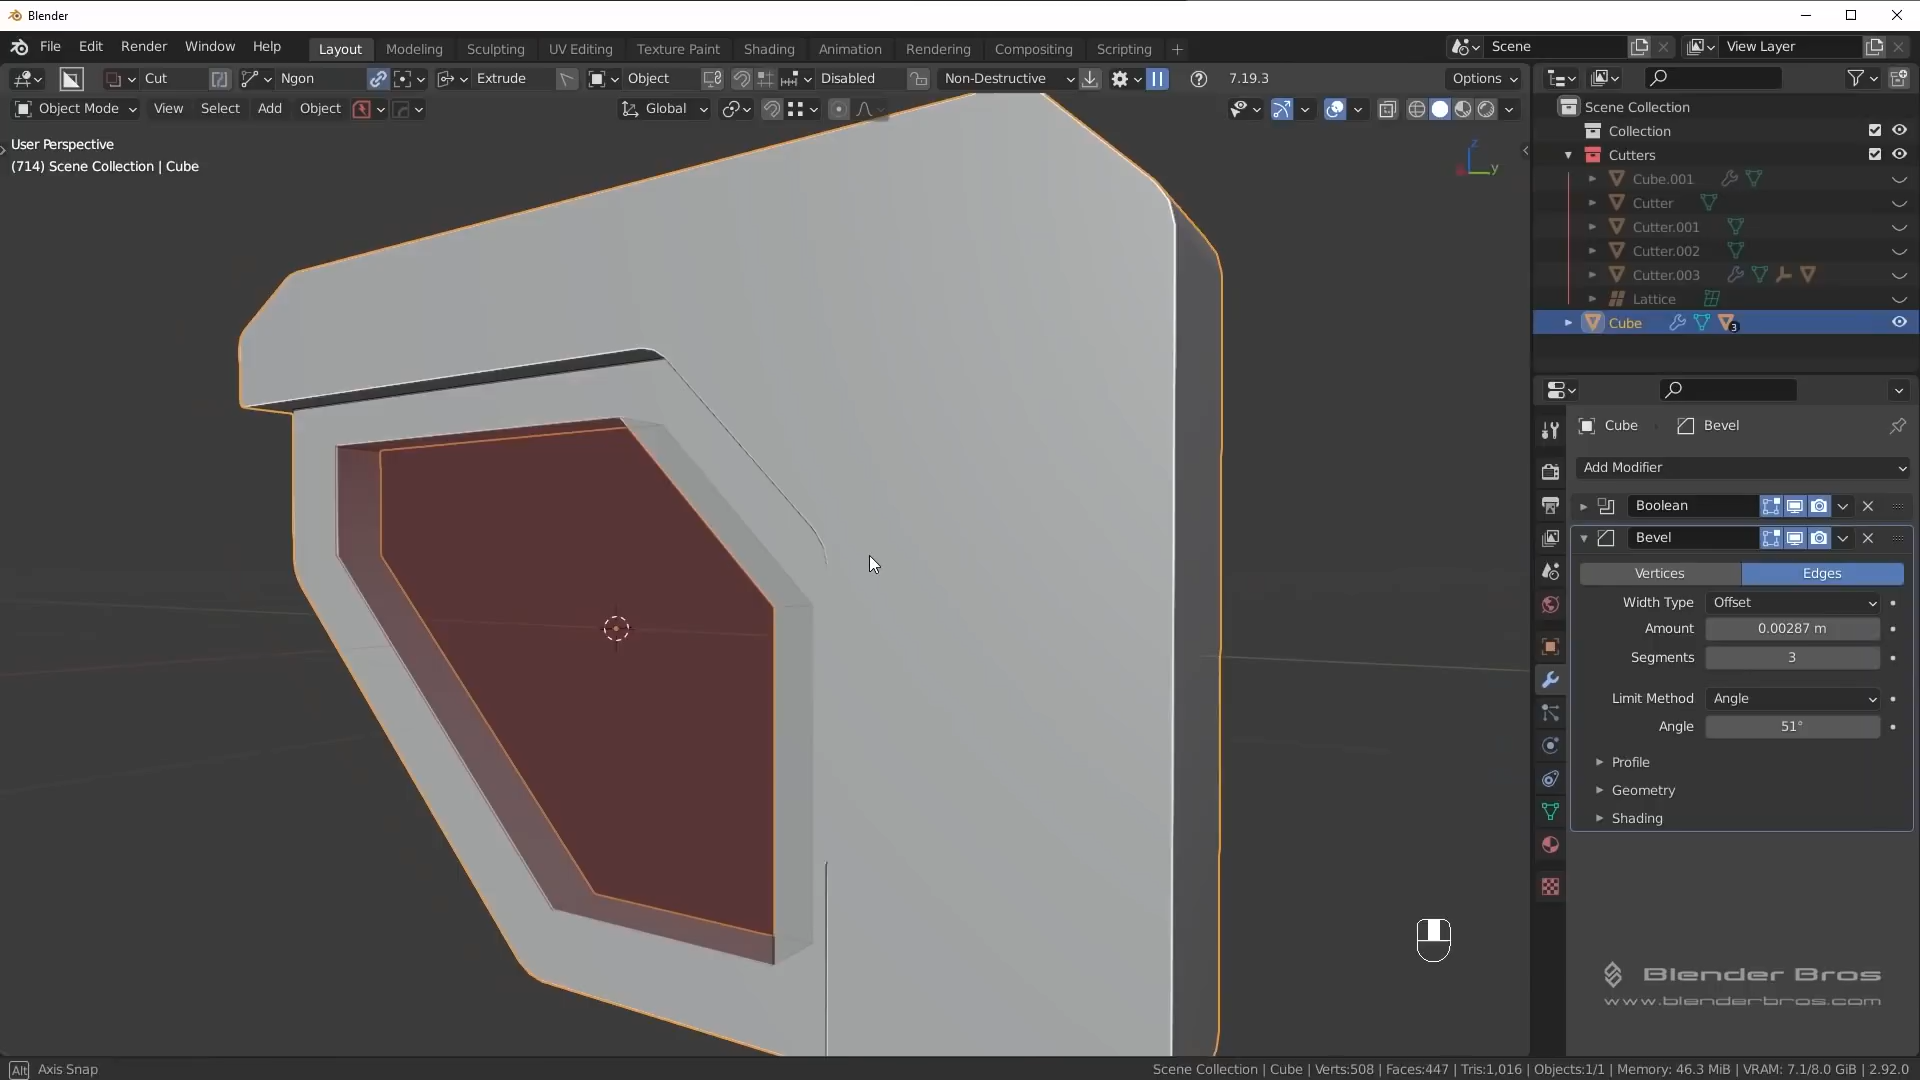 Blender
File Edit Render Window Help
Layout Modeling Sculpting UV Editing Texture Paint Shading Animation Rendering Compositing Scripting +
Scene
View Layer
Cut Ngon Extrude Object Disabled Non-Destructive 7.19.3 Options
Object Mode View Select Add Object Global
User Perspective
(714) Scene Collection | Cube
z
y
Scene Collection
Collection
Cutters
Cube.001
Cutter
Cutter.001
Cutter.002
Cutter.003
Lattice
Cube 3
Cube Bevel
Add Modifier
Boolean
Bevel
Vertices Edges
Width Type Offset
Amount 0.00287 m
Segments 3
Limit Method Angle
Angle 51°
Profile
Geometry
Shading
Blender Bros
www.blenderbros.com
Alt Axis Snap
Scene Collection | Cube | Verts:508 | Faces:447 | Tris:1,016 | Objects:1/1 | Memory: 46.3 MiB | VRAM: 7.1/8.0 GiB | 2.92.0